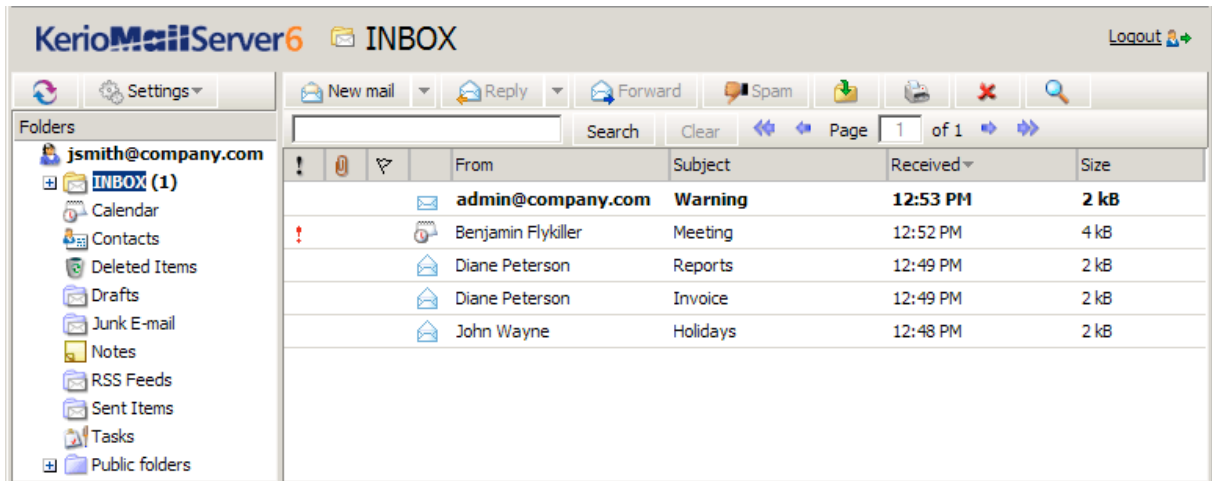 KerioMailServer6 INBOX Logout
Settings New mail Reply Forward Spam
Folders Search Clear Page 1 of 1
jsmith@company.com ! From Subject Received Size
INBOX (1) admin@company.com Warning 12:53 PM 2 kB
Calendar
Contacts ! Benjamin Flykiller Meeting 12:52 PM 4 kB
Deleted Items Diane Peterson Reports 12:49 PM 2 kB
Drafts Diane Peterson Invoice 12:49 PM 2 kB
Junk E-mail John Wayne Holidays 12:48 PM 2 kB
Notes
RSS Feeds
Sent Items
Tasks
Public folders